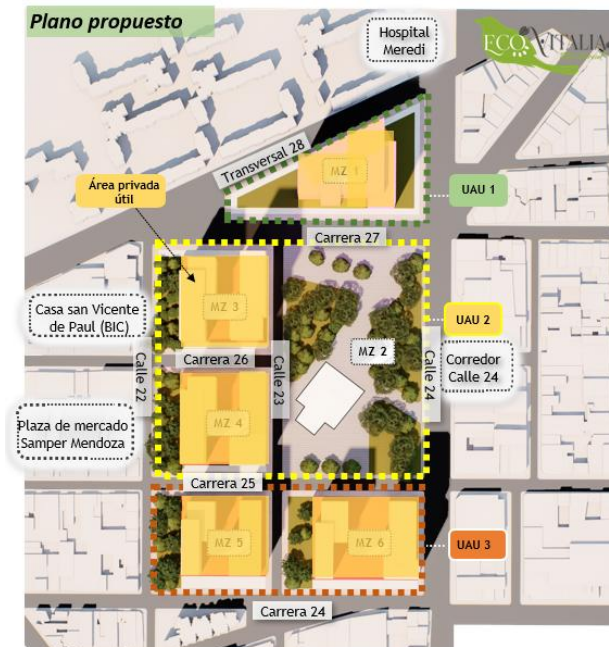 Plano propuesto
Hospital
Meredi
ECO VITALIA
Transversal 28
MZ 1
Área privada
útil
UAU 1
Carrera 27
MZ 3
Casa san Vicente
de Paul (BIC)
UAU 2
MZ 2
Carrera 26
Calle 22
Calle 23
Calle 24
Corredor
Calle 24
Plaza de mercado
Samper Mendoza
MZ 4
Carrera 25
MZ 5
MZ 6
UAU 3
Carrera 24